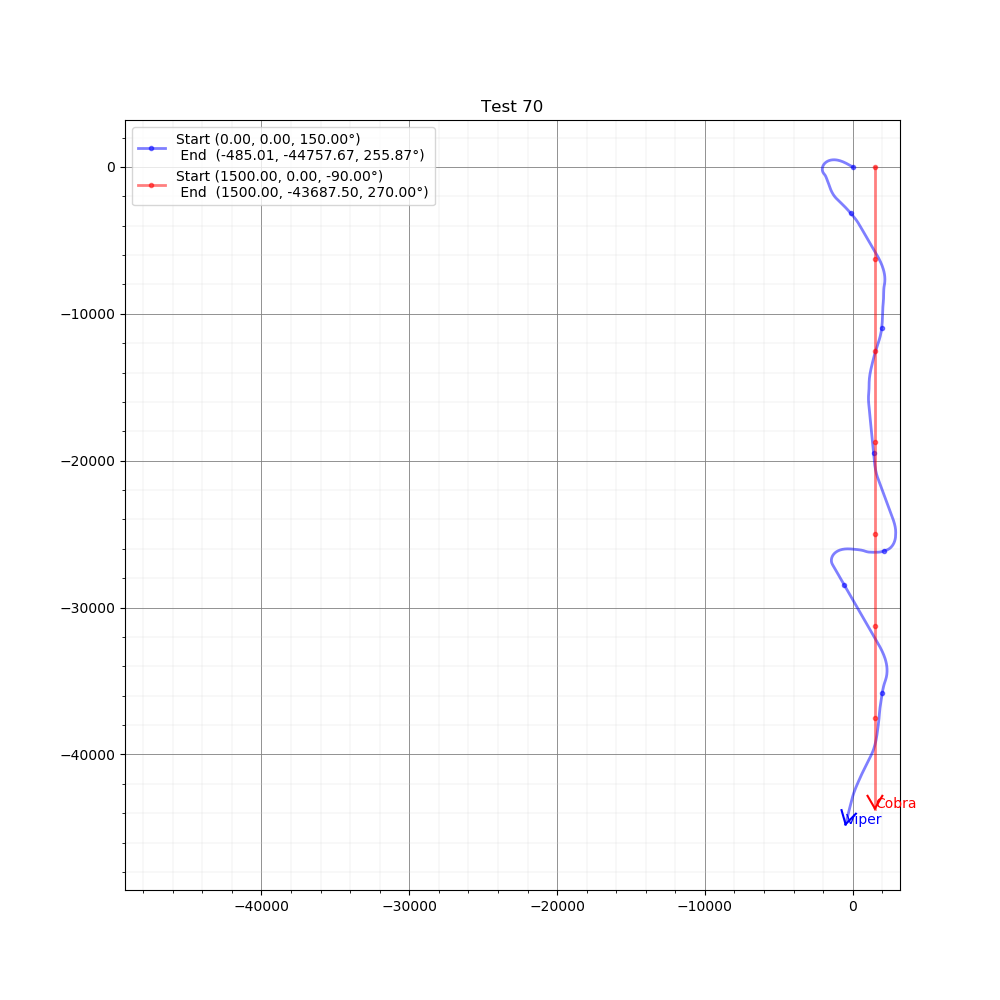 Test 70
Start (0.00, 0.00, 150.00°)
End (-485.01, -44757.67, 255.87°)
Start (1500.00, 0.00, -90.00°)
End (1500.00, -43687.50, 270.00°)
0
−10000
−20000
−30000
−40000
Cobra
Viper
−40000
−30000
−20000
−10000
0